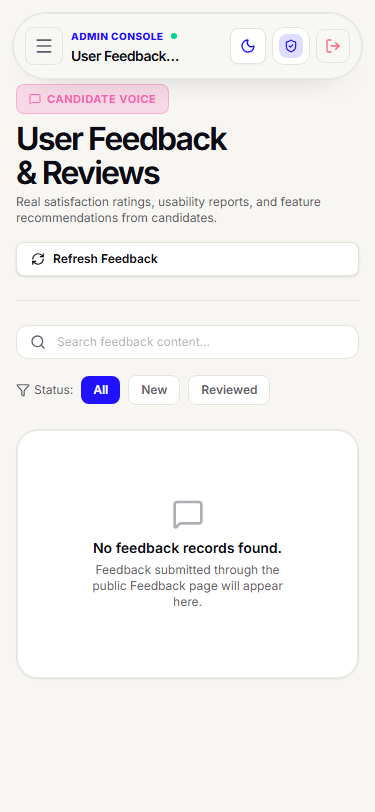 ADMIN CONSOLE
User Feedback...
CANDIDATE VOICE
User Feedback
& Reviews
Real satisfaction ratings, usability reports, and feature
recommendations from candidates.
Refresh Feedback
Search feedback content...
Status: All New Reviewed
No feedback records found.
Feedback submitted through the
public Feedback page will appear
here.